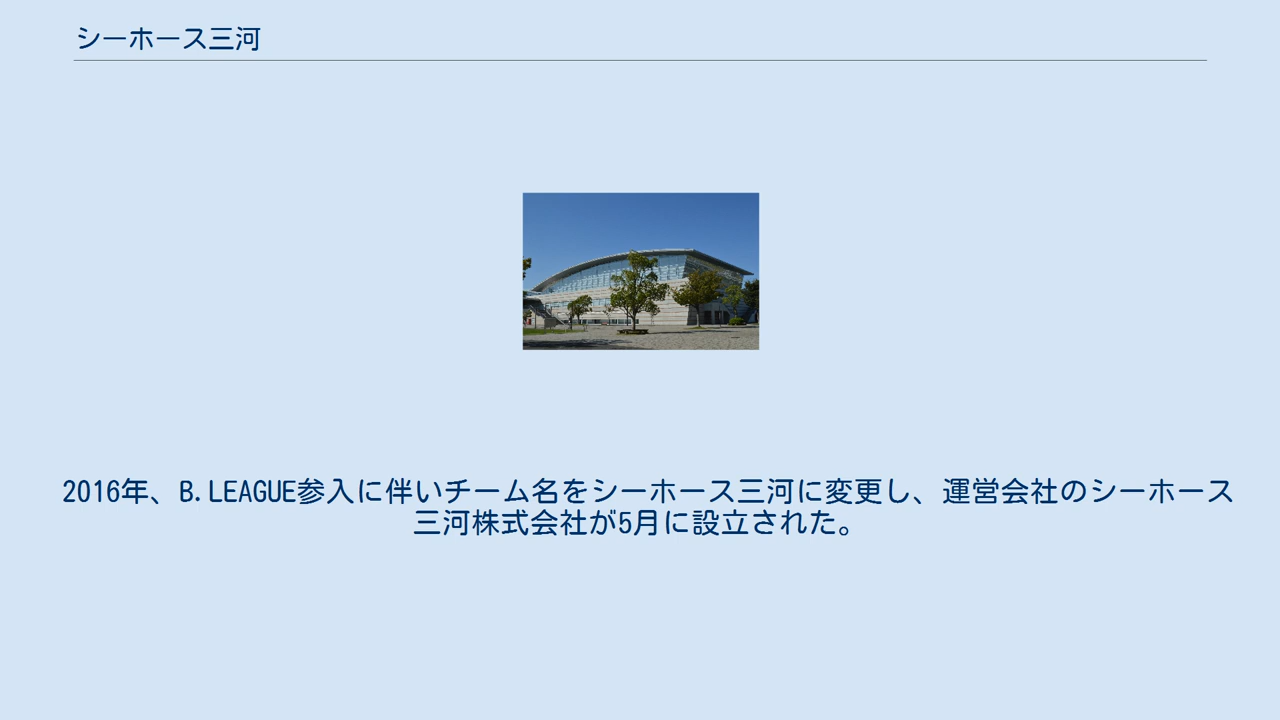 シーホース三河
2016年、B.LEAGUE参入に伴いチーム名をシーホース三河に変更し、運営会社のシーホース
三河株式会社が5月に設立された。